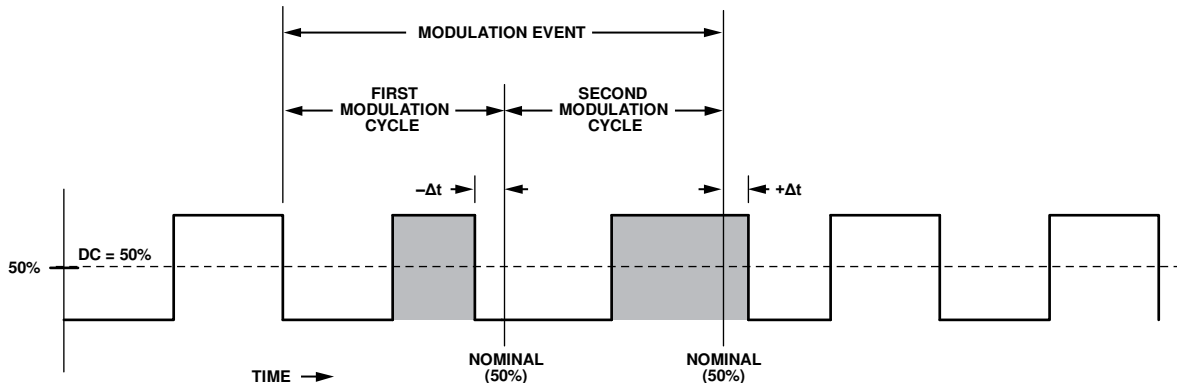 MODULATION EVENT
FIRST
MODULATION
CYCLE
SECOND
MODULATION
CYCLE
–Δt
+Δt
50%
DC = 50%
NOMINAL
(50%)
NOMINAL
(50%)
TIME